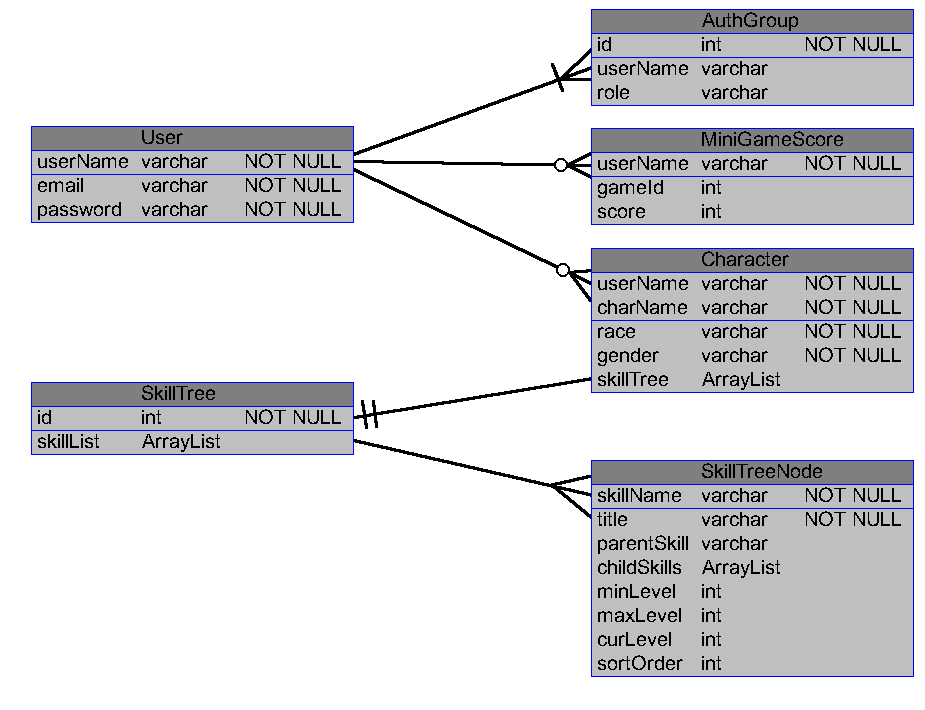 User
userName varchar NOT NULL
email varchar NOT NULL
password varchar NOT NULL
SkillTree
id int NOT NULL
skillList ArrayList
AuthGroup
id int NOT NULL
userName varchar
role varchar
MiniGameScore
userName varchar NOT NULL
gameId int
score int
Character
userName varchar NOT NULL
charName varchar NOT NULL
race varchar NOT NULL
gender varchar NOT NULL
skillTree ArrayList
SkillTreeNode
skillName varchar NOT NULL
title varchar NOT NULL
parentSkill varchar
childSkills ArrayList
minLevel int
maxLevel int
curLevel int
sortOrder int